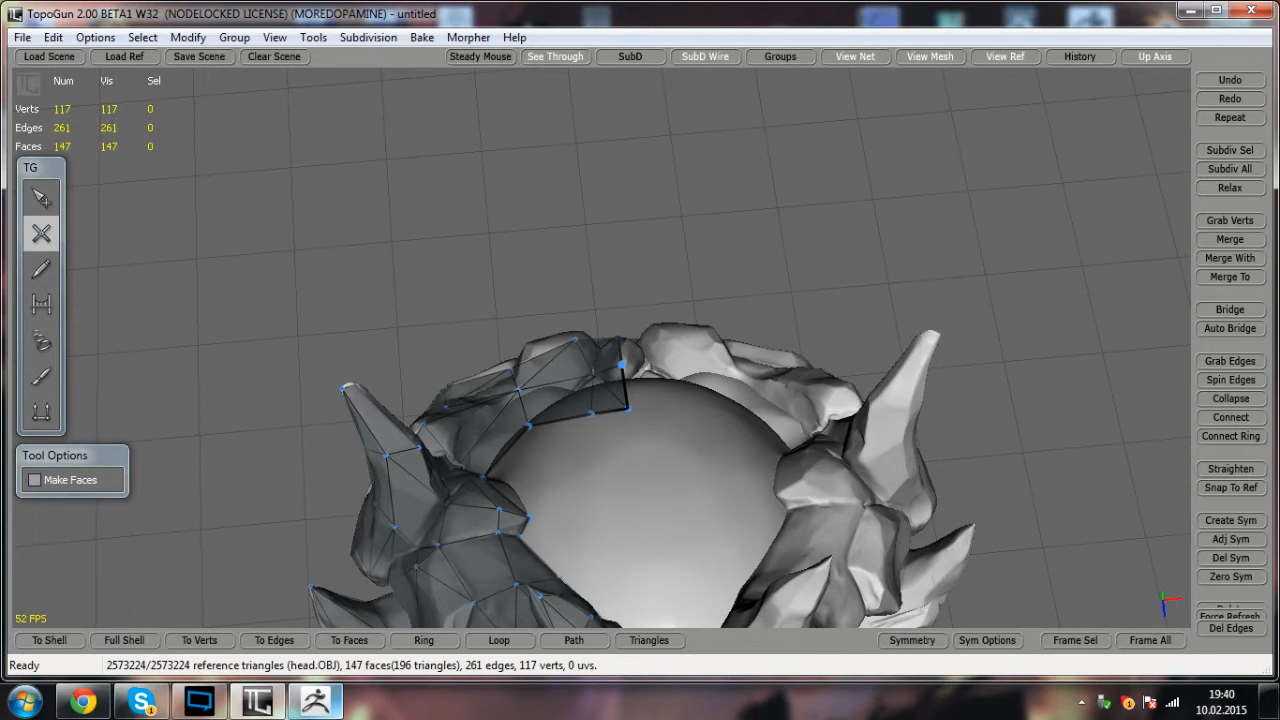 TopoGun 2.00 BETA1 W32 (NODELOCKED LICENSE) (MOREDOPAMINE) - untitled
File Edit Options Select Modify Group View Tools Subdivision Bake Morpher Help
Load Scene Load Ref Save Scene Clear Scene Steady Mouse See Through SubD SubD Wire Groups View Net View Mesh View Ref History Up Axis
Num Vis Sel
Verts 117 117 0
Edges 261 261 0
Faces 147 147 0
TG
Tool Options
Make Faces
Undo
Redo
Repeat
Subdiv Sel
Subdiv All
Relax
Grab Verts
Merge
Merge With
Merge To
Bridge
Auto Bridge
Grab Edges
Spin Edges
Collapse
Connect
Connect Ring
Straighten
Snap To Ref
Create Sym
Adj Sym
Del Sym
Zero Sym
Force Refresh
Del Edges
52 FPS
To Shell Full Shell To Verts To Edges To Faces Ring Loop Path Triangles Symmetry Sym Options Frame Sel Frame All
Ready 2573224/2573224 reference triangles (head.OBJ), 147 faces(196 triangles), 261 edges, 117 verts, 0 uvs.
19:40
10.02.2015